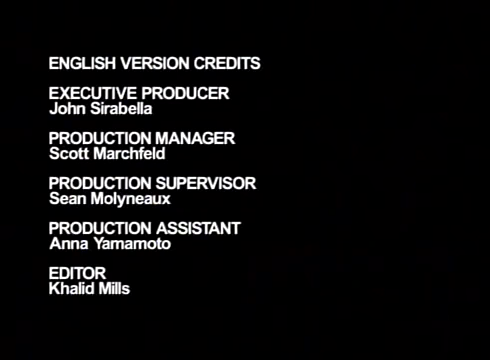 ENGLISH VERSION CREDITS
EXECUTIVE PRODUCER
John Sirabella
PRODUCTION MANAGER
Scott Marchfeld
PRODUCTION SUPERVISOR
Sean Molyneaux
PRODUCTION ASSISTANT
Anna Yamamoto
EDITOR
Khalid Mills